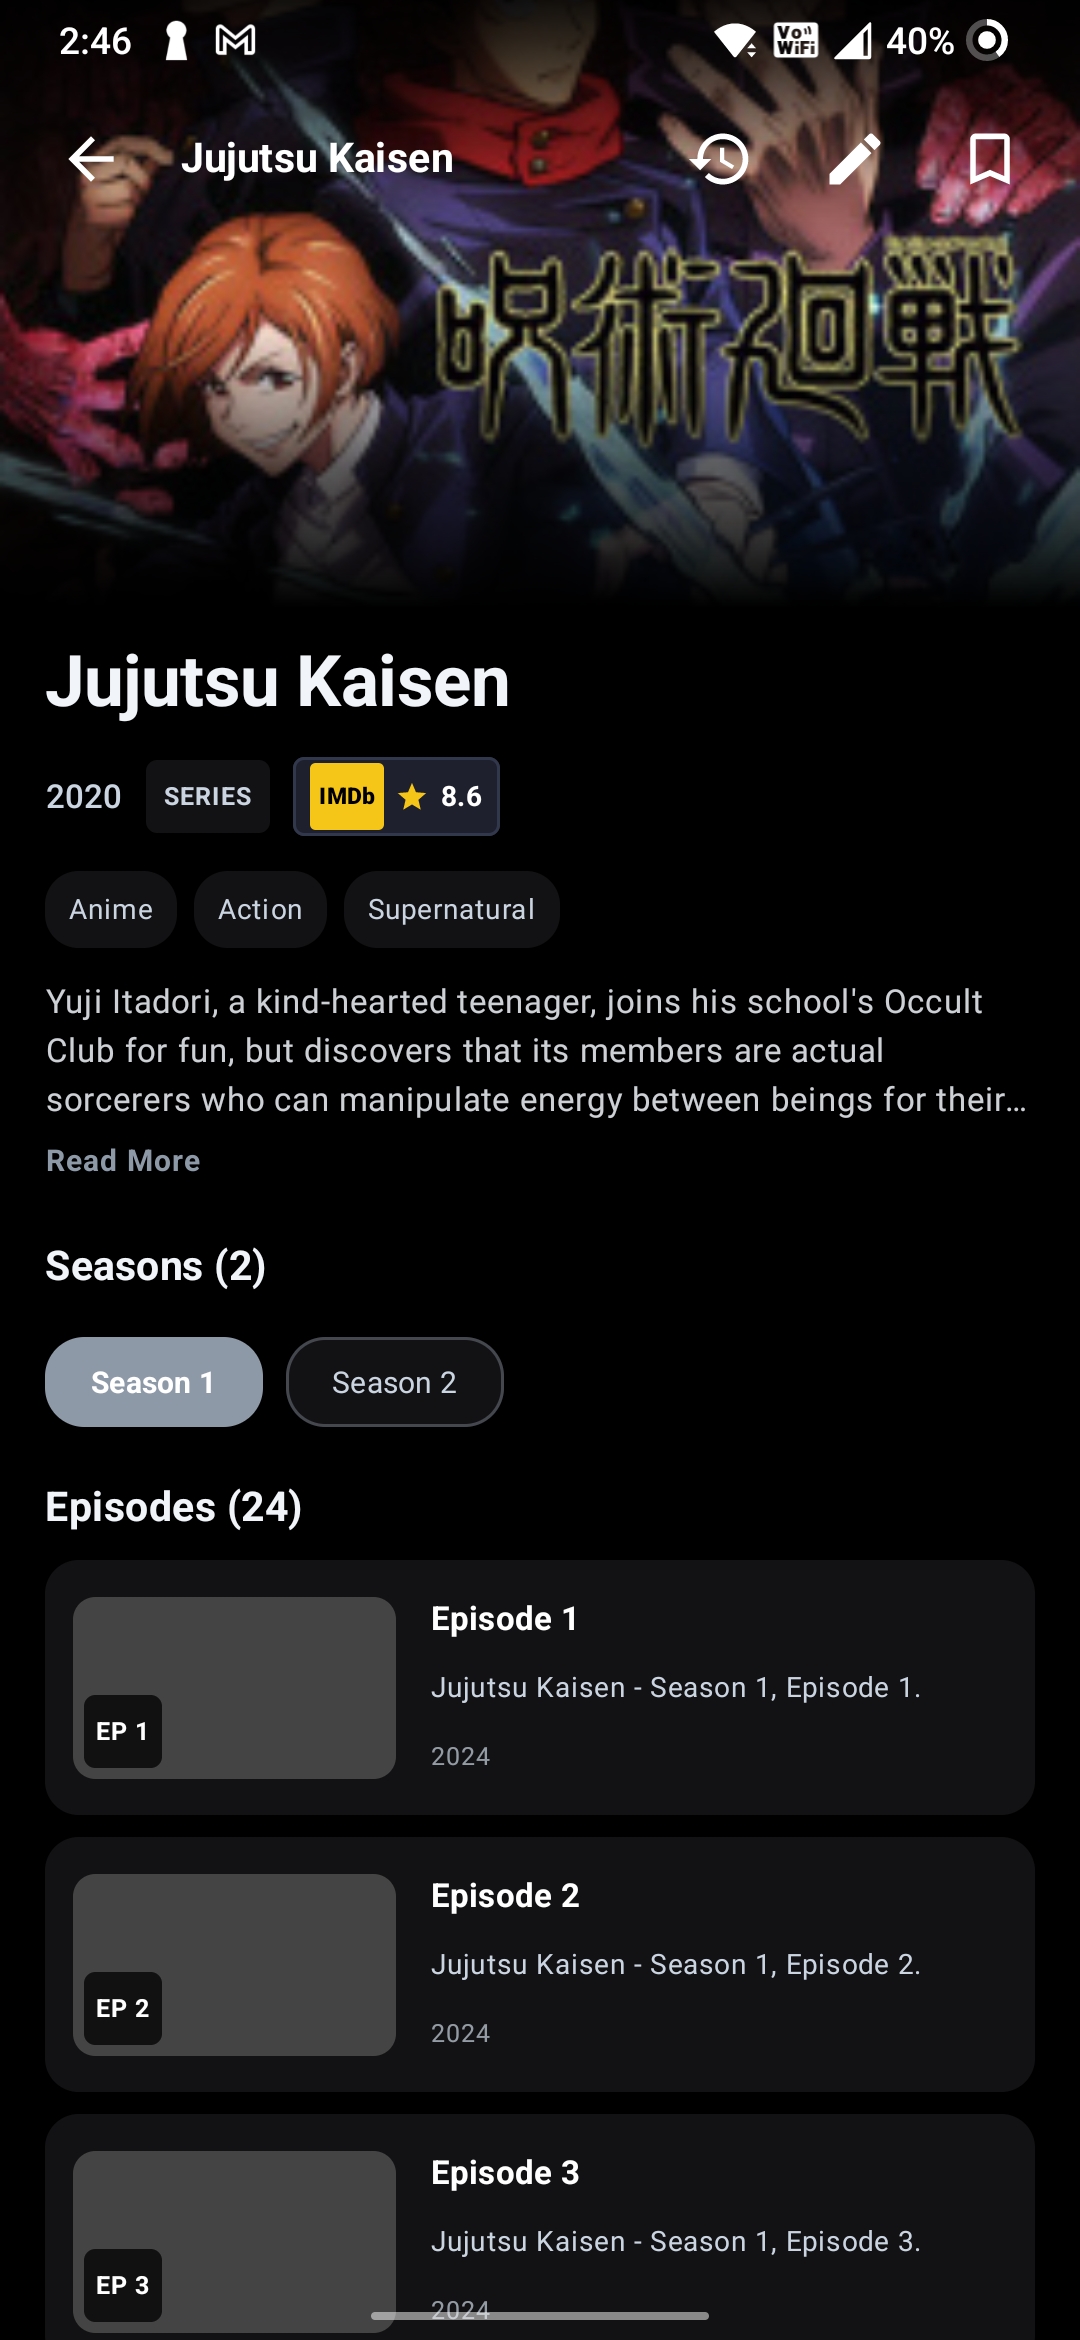 2:46
Vo
WiFi
40%
Jujutsu Kaisen
呪術廻戦
Jujutsu Kaisen
2020
SERIES
IMDb
8.6
Anime
Action
Supernatural
Yuji Itadori, a kind-hearted teenager, joins his school's Occult
Club for fun, but discovers that its members are actual
sorcerers who can manipulate energy between beings for their…
Read More
Seasons (2)
Season 1
Season 2
Episodes (24)
Episode 1
Jujutsu Kaisen - Season 1, Episode 1.
EP 1
2024
Episode 2
Jujutsu Kaisen - Season 1, Episode 2.
EP 2
2024
Episode 3
Jujutsu Kaisen - Season 1, Episode 3.
EP 3
2024